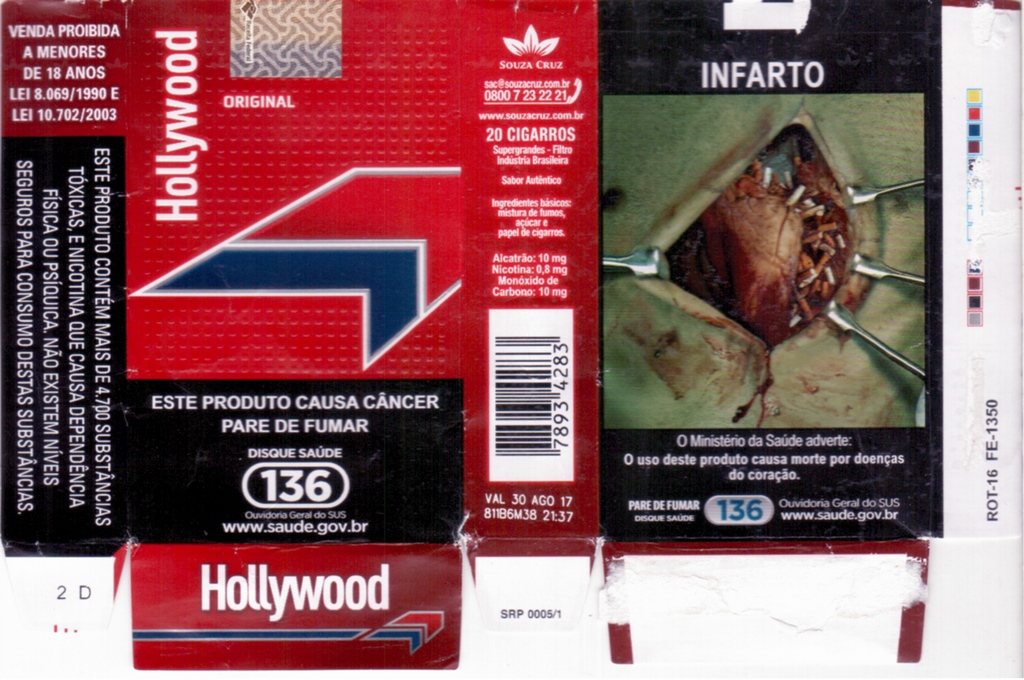 VENDA PROIBIDA
A MENORES
DE 18 ANOS
LEI 8.069/1990 E
LEI 10.702/2003
ESTE PRODUTO CONTÉM MAIS DE 4.700 SUBSTÂNCIAS
TÓXICAS, E NICOTINA QUE CAUSA DEPENDÊNCIA
FÍSICA OU PSÍQUICA. NÃO EXISTEM NÍVEIS
SEGUROS PARA CONSUMO DESTAS SUBSTÂNCIAS.
2 D
Hollywood
ORIGINAL
ESTE PRODUTO CAUSA CÂNCER
PARE DE FUMAR
DISQUE SAÚDE
136
Ouvidoria Geral do SUS
www.saude.gov.br
Hollywood
SOUZA CRUZ
sac@souzacruz.com.br
0800 7 23 22 21
www.souzacruz.com.br
20 CIGARROS
Supergrandes - Filtro
Indústria Brasileira
Sabor Autêntico
Ingredientes básicos:
mistura de fumos,
açúcar e
papel de cigarros.
Alcatrão: 10 mg
Nicotina: 0,8 mg
Monóxido de
Carbono: 10 mg
7893 4283
VAL 30 AGO 17
811B6M38 21:37
SRP 0005/1
INFARTO
O Ministério da Saúde adverte:
O uso deste produto causa morte por doenças
do coração.
PARE DE FUMAR
DISQUE SAÚDE
136
Ouvidoria Geral do SUS
www.saude.gov.br
ROT-16 FE-1350